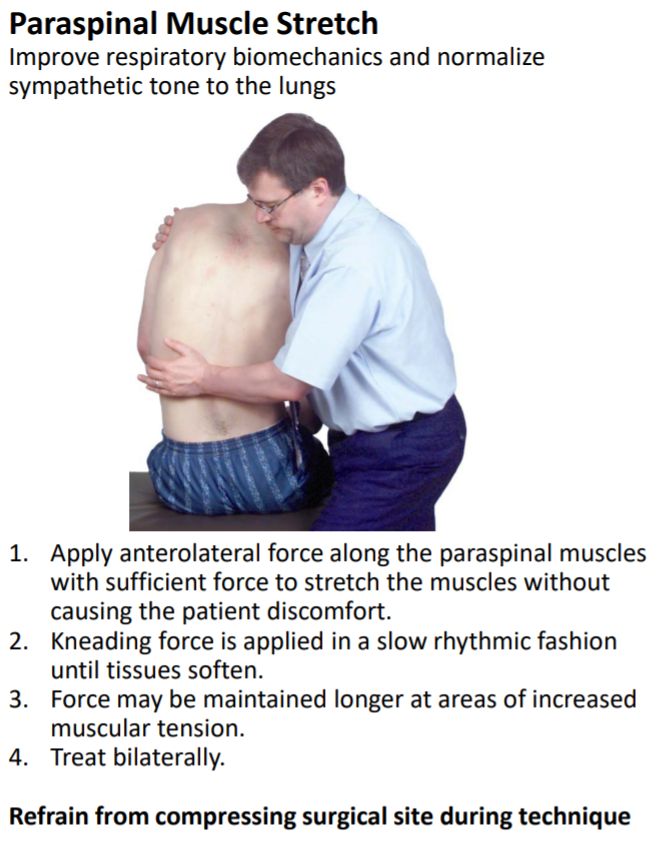 Paraspinal Muscle Stretch
Improve respiratory biomechanics and normalize
sympathetic tone to the lungs
1. Apply anterolateral force along the paraspinal muscles
with sufficient force to stretch the muscles without
causing the patient discomfort.
2. Kneading force is applied in a slow rhythmic fashion
until tissues soften.
3. Force may be maintained longer at areas of increased
muscular tension.
4. Treat bilaterally.
Refrain from compressing surgical site during technique